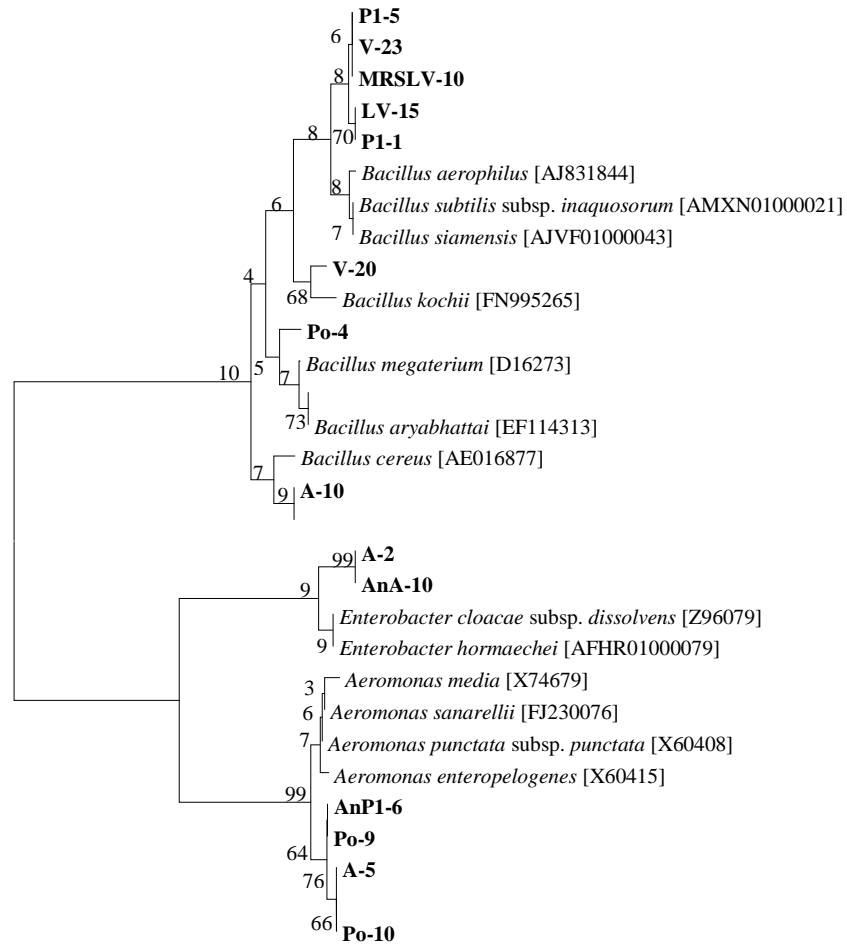 P1-5
6
V-23
8
MRSLV-10
LV-15
8
70
P1-1
Bacillus aerophilus [AJ831844]
8
6
Bacillus subtilis subsp. inaquosorum [AMXN01000021]
7
Bacillus siamensis [AJVF01000043]
V-20
4
68
Bacillus kochii [FN995265]
Po-4
10
5
7
Bacillus megaterium [D16273]
73
Bacillus aryabhattai [EF114313]
Bacillus cereus [AE016877]
7
9
A-10
99
A-2
9
AnA-10
Enterobacter cloacae subsp. dissolvens [Z96079]
9
Enterobacter hormaechei [AFHR01000079]
3
Aeromonas media [X74679]
6
Aeromonas sanarellii [FJ230076]
7
Aeromonas punctata subsp. punctata [X60408]
Aeromonas enteropelogenes [X60415]
99
AnP1-6
Po-9
64
A-5
76
66
Po-10